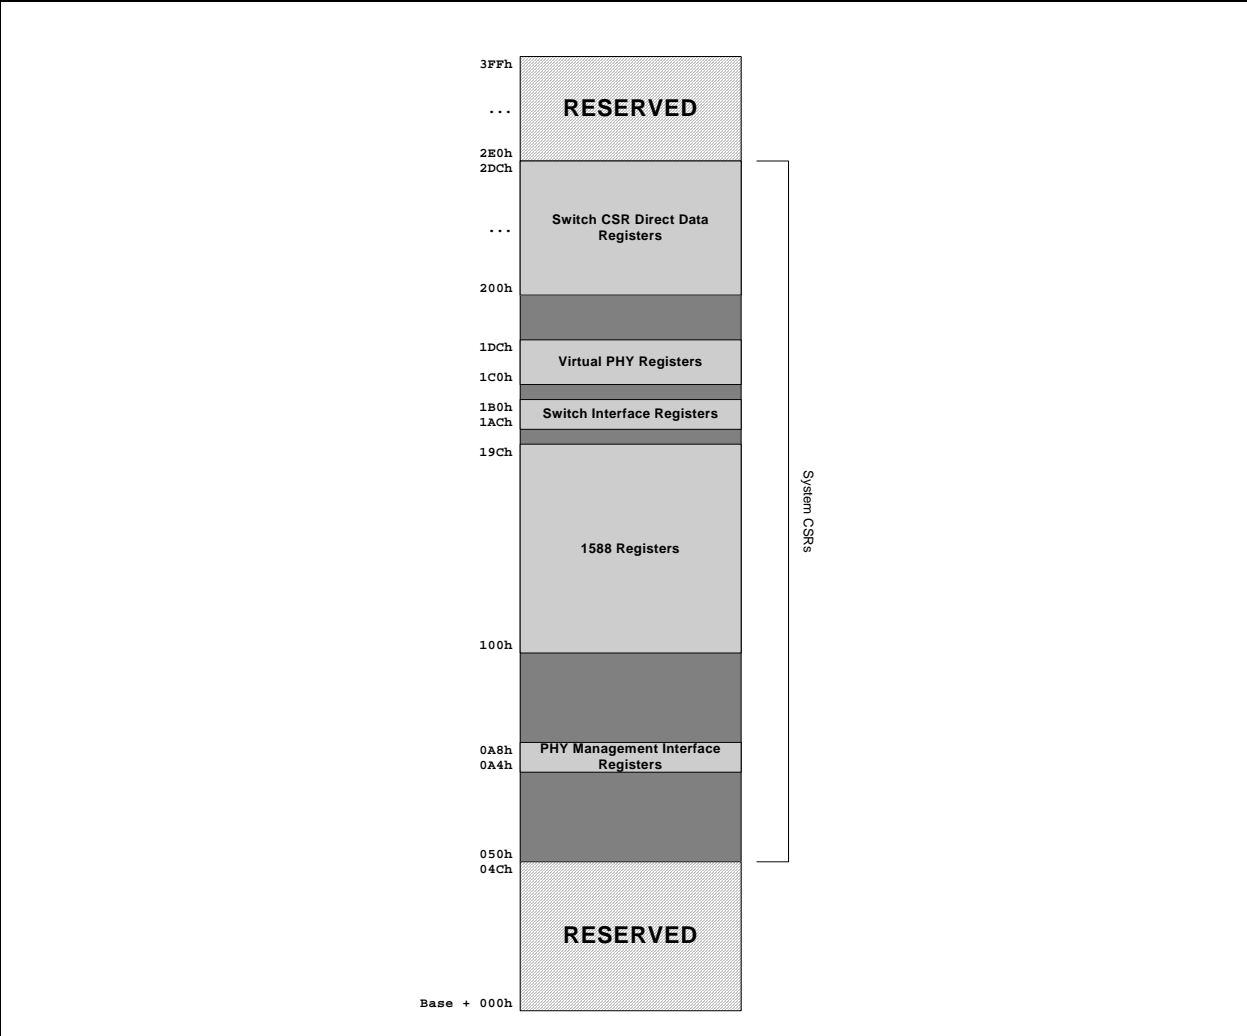 3FFh
RESERVED
...
2E0h
2DCh
Switch CSR Direct Data
Registers
...
200h
1DCh
Virtual PHY Registers
1C0h
1B0h
Switch Interface Registers
1ACh
19Ch
System CSRs
1588 Registers
100h
PHY Management Interface
0A8h
Registers
0A4h
050h
04Ch
RESERVED
Base + 000h